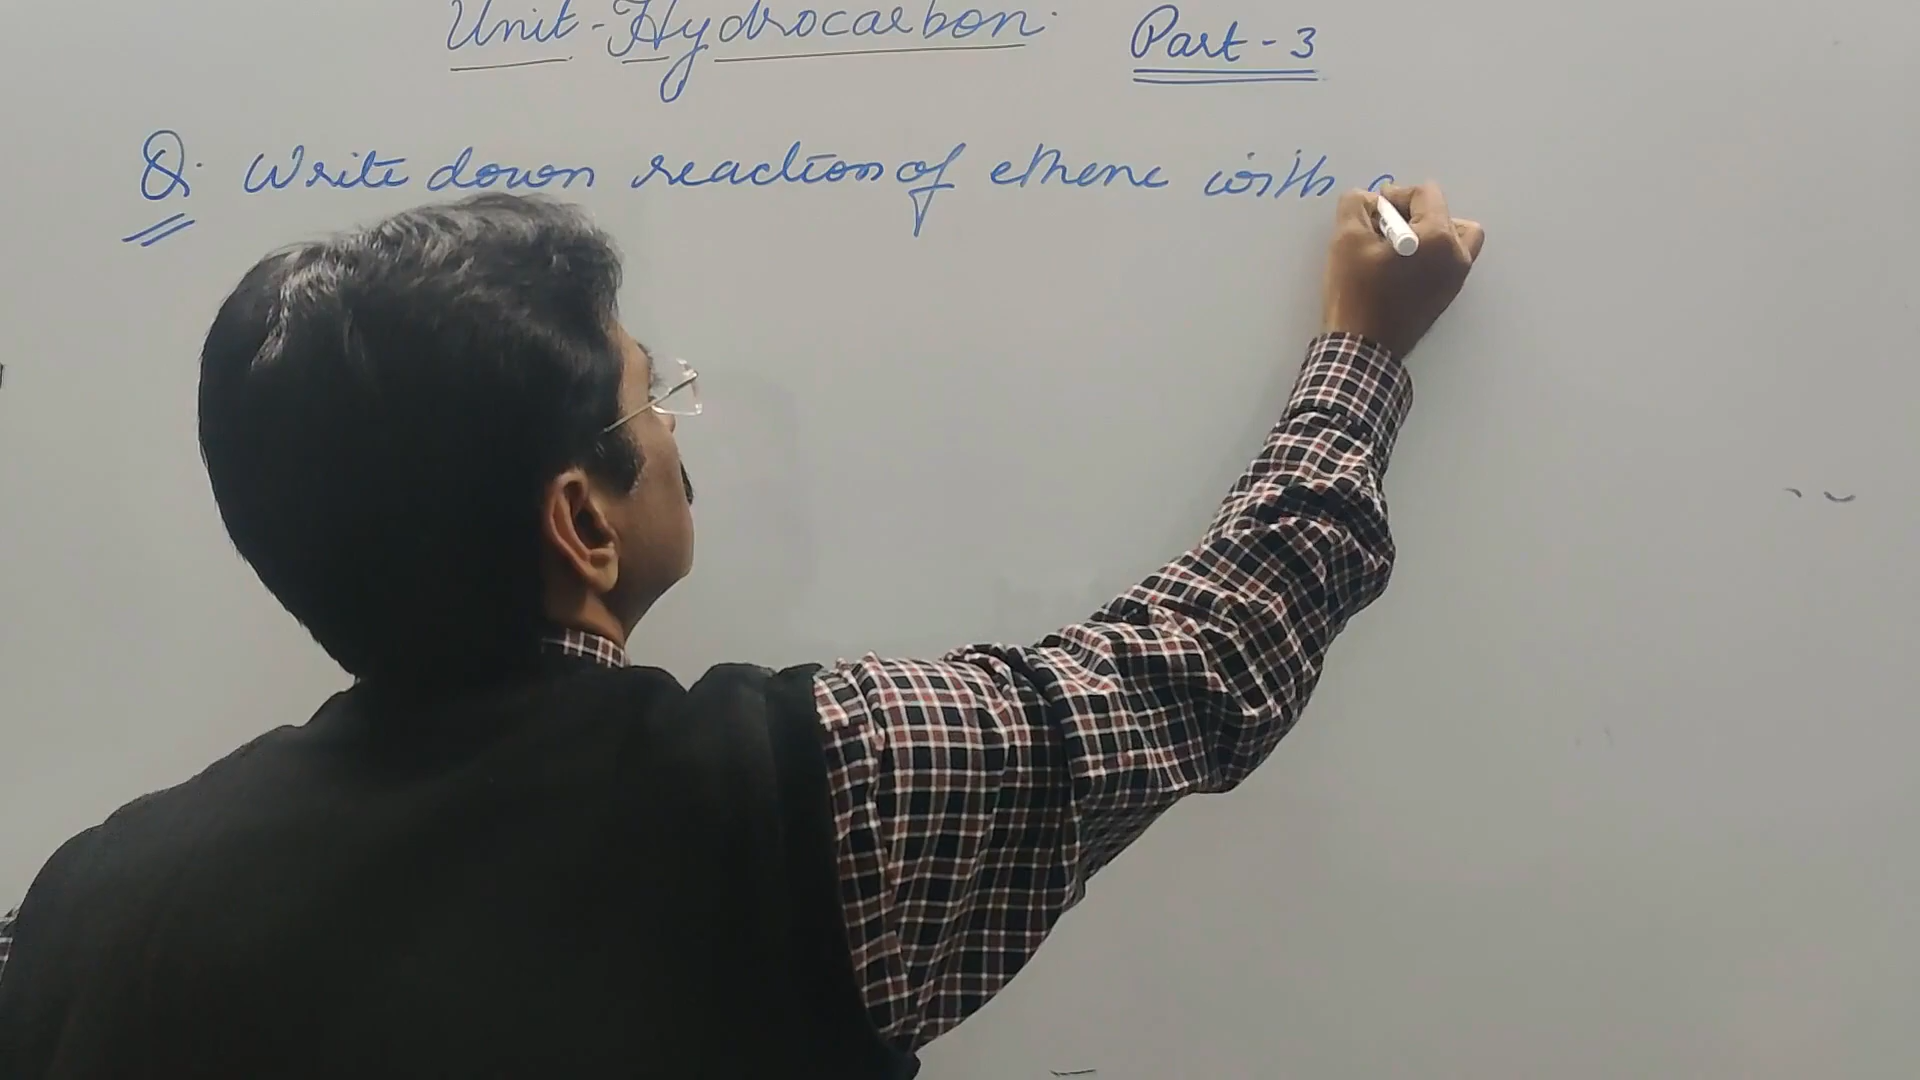 Unit-Hydrocarbon. Part-3
Q. Write down reaction of ethene with